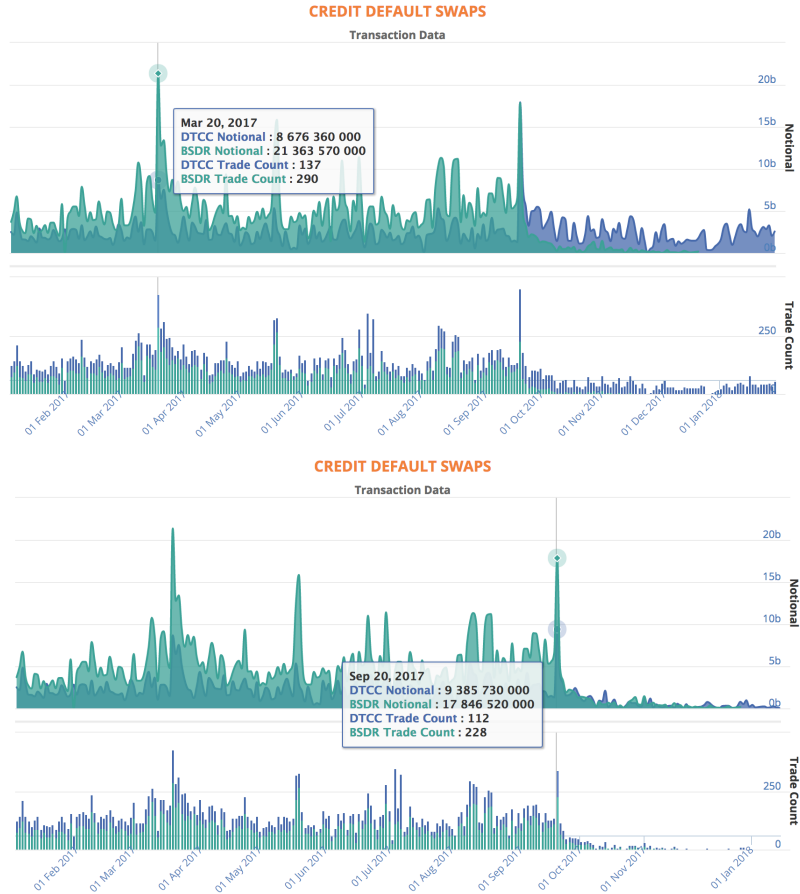 CREDIT DEFAULT SWAPS
Transaction Data
20b
15b
10b
5b
0b
Notional
Mar 20, 2017
DTCC Notional : 8 676 360 000
BSDR Notional : 21 363 570 000
DTCC Trade Count : 137
BSDR Trade Count : 290
250
Trade Count
01 Feb 2017
01 Mar 2017
01 Apr 2017
01 May 2017
01 Jun 2017
01 Jul 2017
01 Aug 2017
01 Sep 2017
01 Oct 2017
01 Nov 2017
01 Dec 2017
01 Jan 2018
CREDIT DEFAULT SWAPS
Transaction Data
20b
15b
10b
5b
0b
Notional
Sep 20, 2017
DTCC Notional : 9 385 730 000
BSDR Notional : 17 846 520 000
DTCC Trade Count : 112
BSDR Trade Count : 228
250
0
Trade Count
01 Feb 2017
01 Mar 2017
01 Apr 2017
01 May 2017
01 Jun 2017
01 Jul 2017
01 Aug 2017
01 Sep 2017
01 Oct 2017
01 Nov 2017
01 Jan 2018